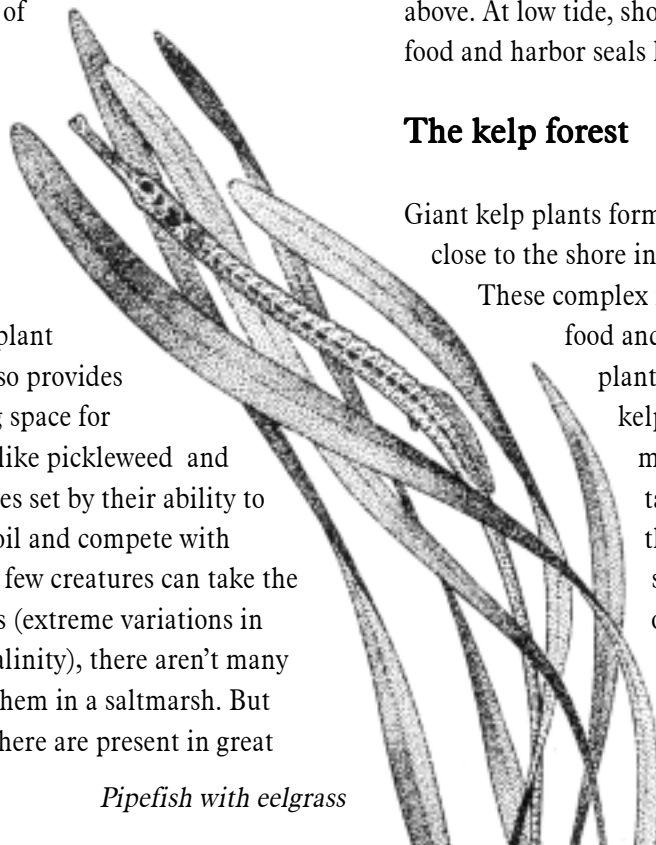 of
plant
so provides
space for
like pickleweed and
es set by their ability to
oil and compete with
few creatures can take the
s (extreme variations in
alinity), there aren't many
hem in a saltmarsh. But
here are present in great
Pipefish with eelgrass
above. At low tide, sho
food and harbor seals
The kelp forest
Giant kelp plants form
close to the shore in
These complex
food and
plant
kelp
m
ta
th
s